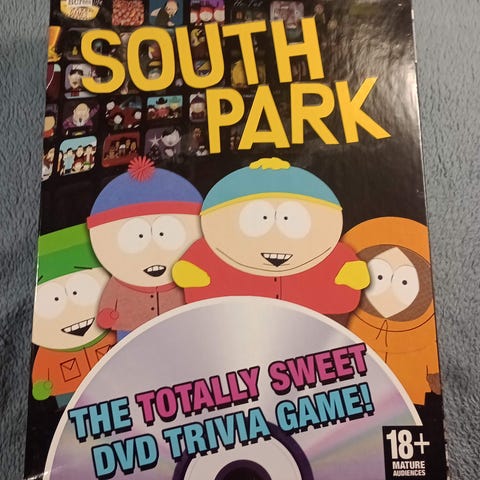 SOUTH
PARK
THE TOTALLY SWEET
DVD TRIVIA GAME!
18+
MATURE
AUDIENCES